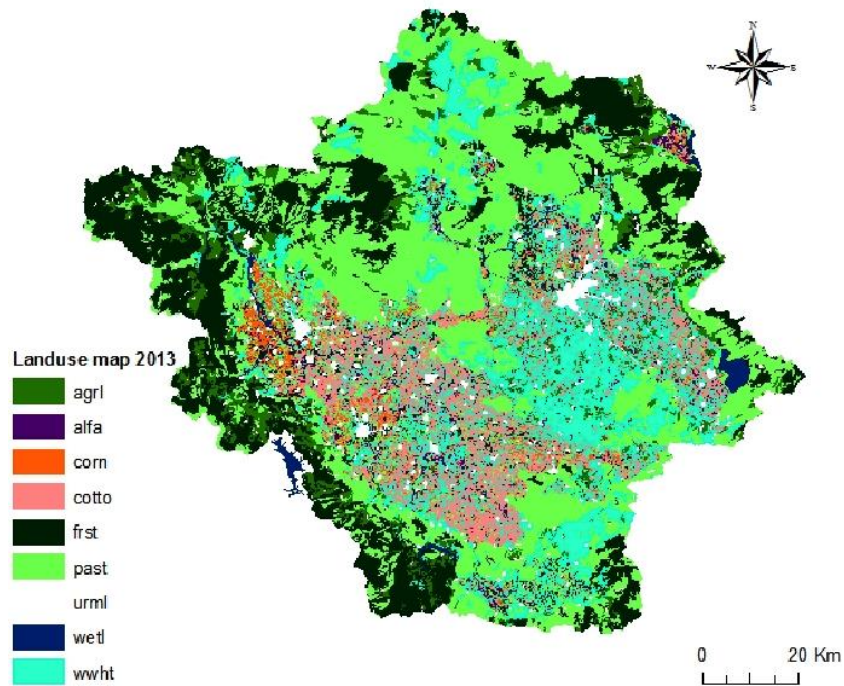 N
W E
S
Landuse map 2013
agrl
alfa
corn
cotto
frst
past
urml
wetl
wwht
0 20 Km